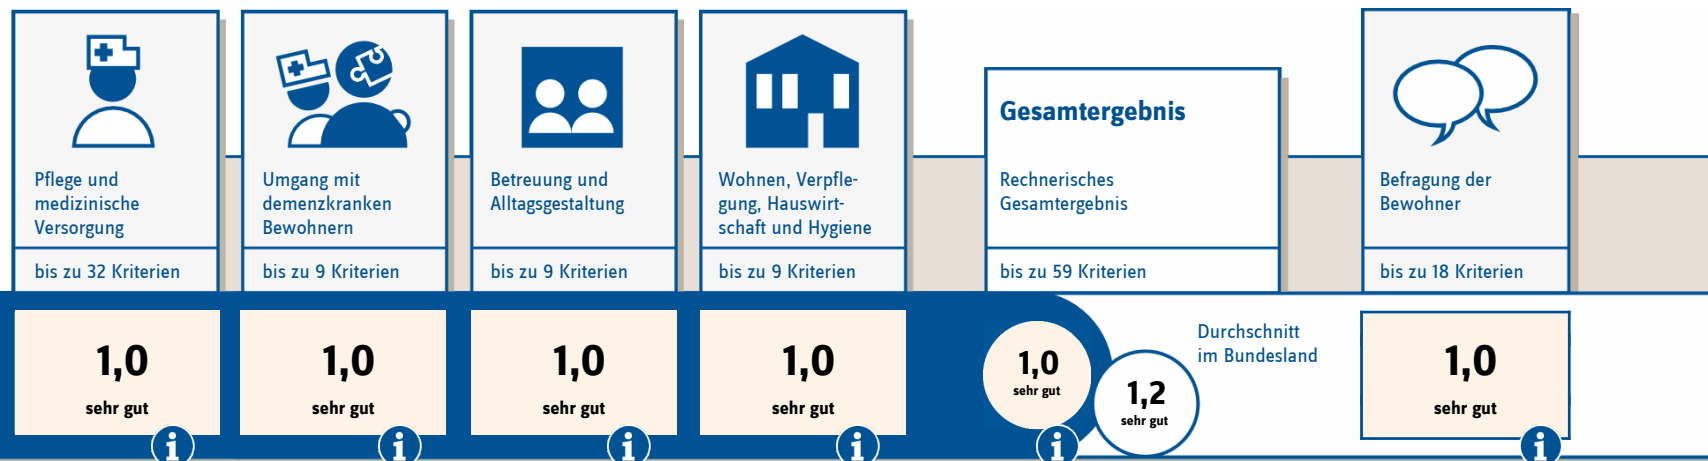 Pflege und
medizinische
Versorgung
bis zu 32 Kriterien
1,0
sehr gut
i
Umgang mit
demenzkranken
Bewohnern
bis zu 9 Kriterien
1,0
sehr gut
i
Betreuung und
Alltagsgestaltung
bis zu 9 Kriterien
1,0
sehr gut
i
Wohnen, Verpfle-
gung, Hauswirt-
schaft und Hygiene
bis zu 9 Kriterien
1,0
sehr gut
i
Gesamtergebnis
Rechnerisches
Gesamtergebnis
bis zu 59 Kriterien
1,0
sehr gut
i
1,2
sehr gut
Durchschnitt
im Bundesland
Befragung der
Bewohner
bis zu 18 Kriterien
1,0
sehr gut
i